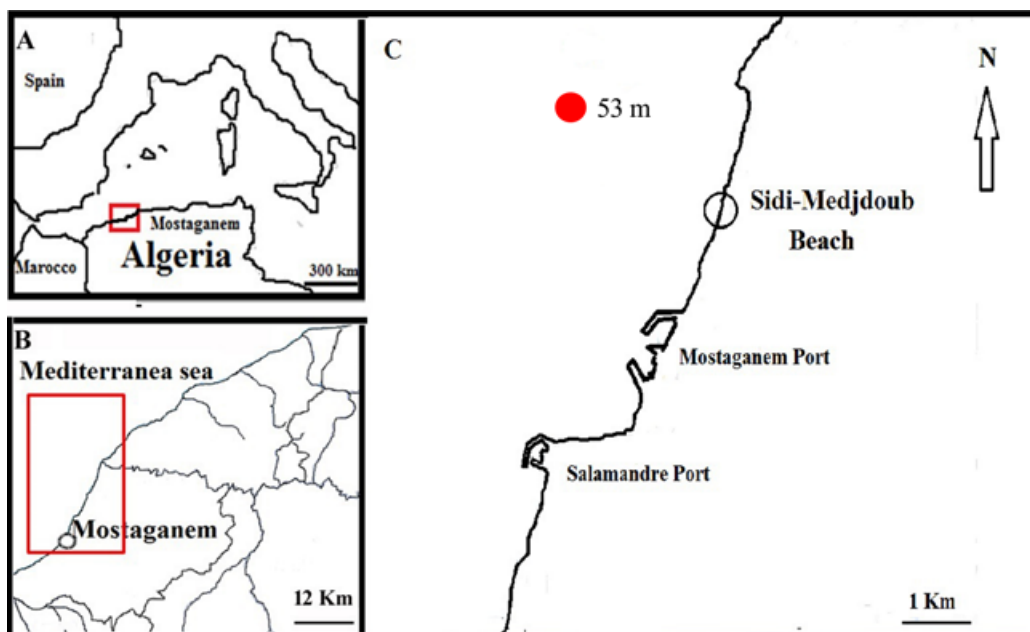 A
Spain
Mostaganem
Algeria
Marocco
300 km
B
Mediterranea sea
Mostaganem
12 Km
C
N
53 m
Sidi-Medjdoub
Beach
Mostaganem Port
Salamandre Port
1 Km